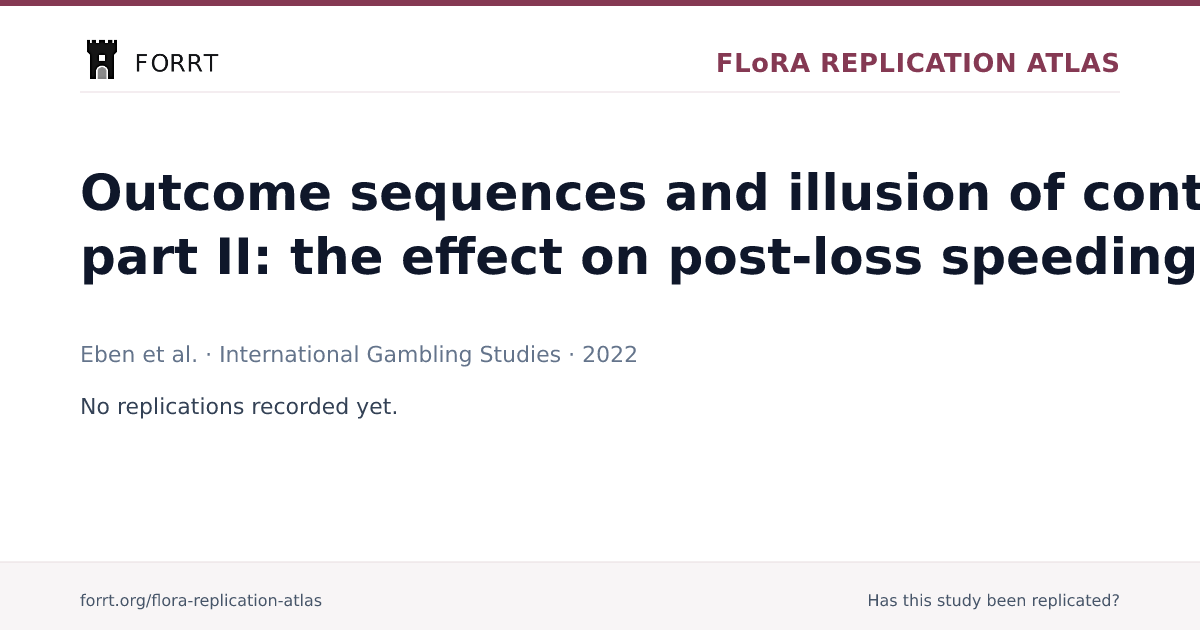 FORRT
FLoRA REPLICATION ATLAS
Outcome sequences and illusion of cont
part II: the effect on post-loss speeding
Eben et al. · International Gambling Studies · 2022
No replications recorded yet.
forrt.org/flora-replication-atlas
Has this study been replicated?